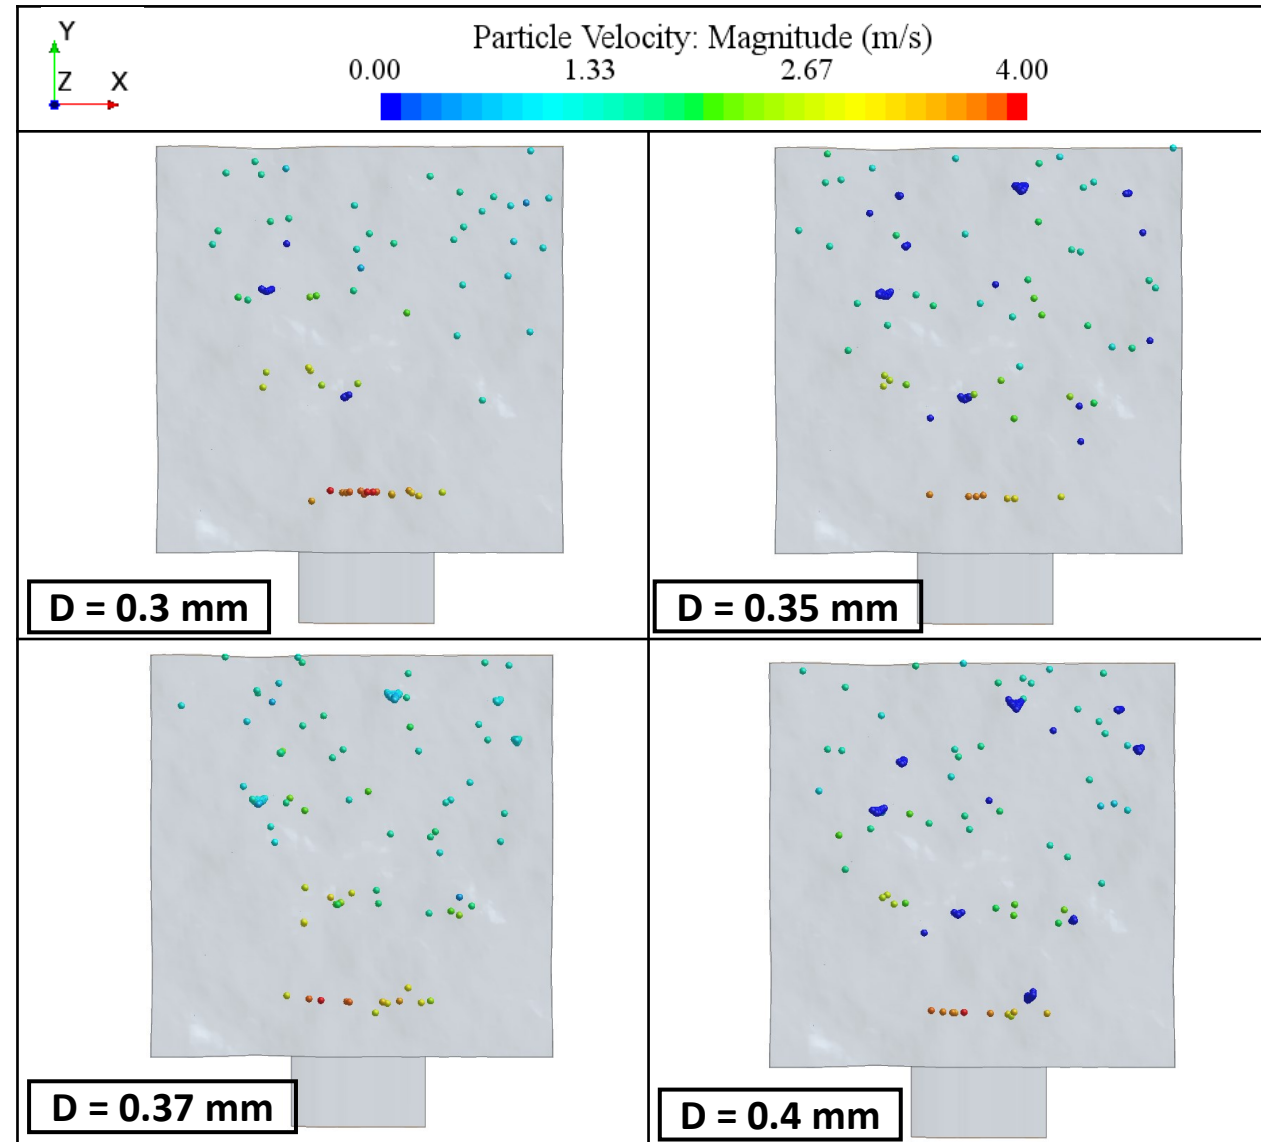 Y
Z X
Particle Velocity: Magnitude (m/s)
0.00 1.33 2.67 4.00
D = 0.3 mm
D = 0.35 mm
D = 0.37 mm
D = 0.4 mm